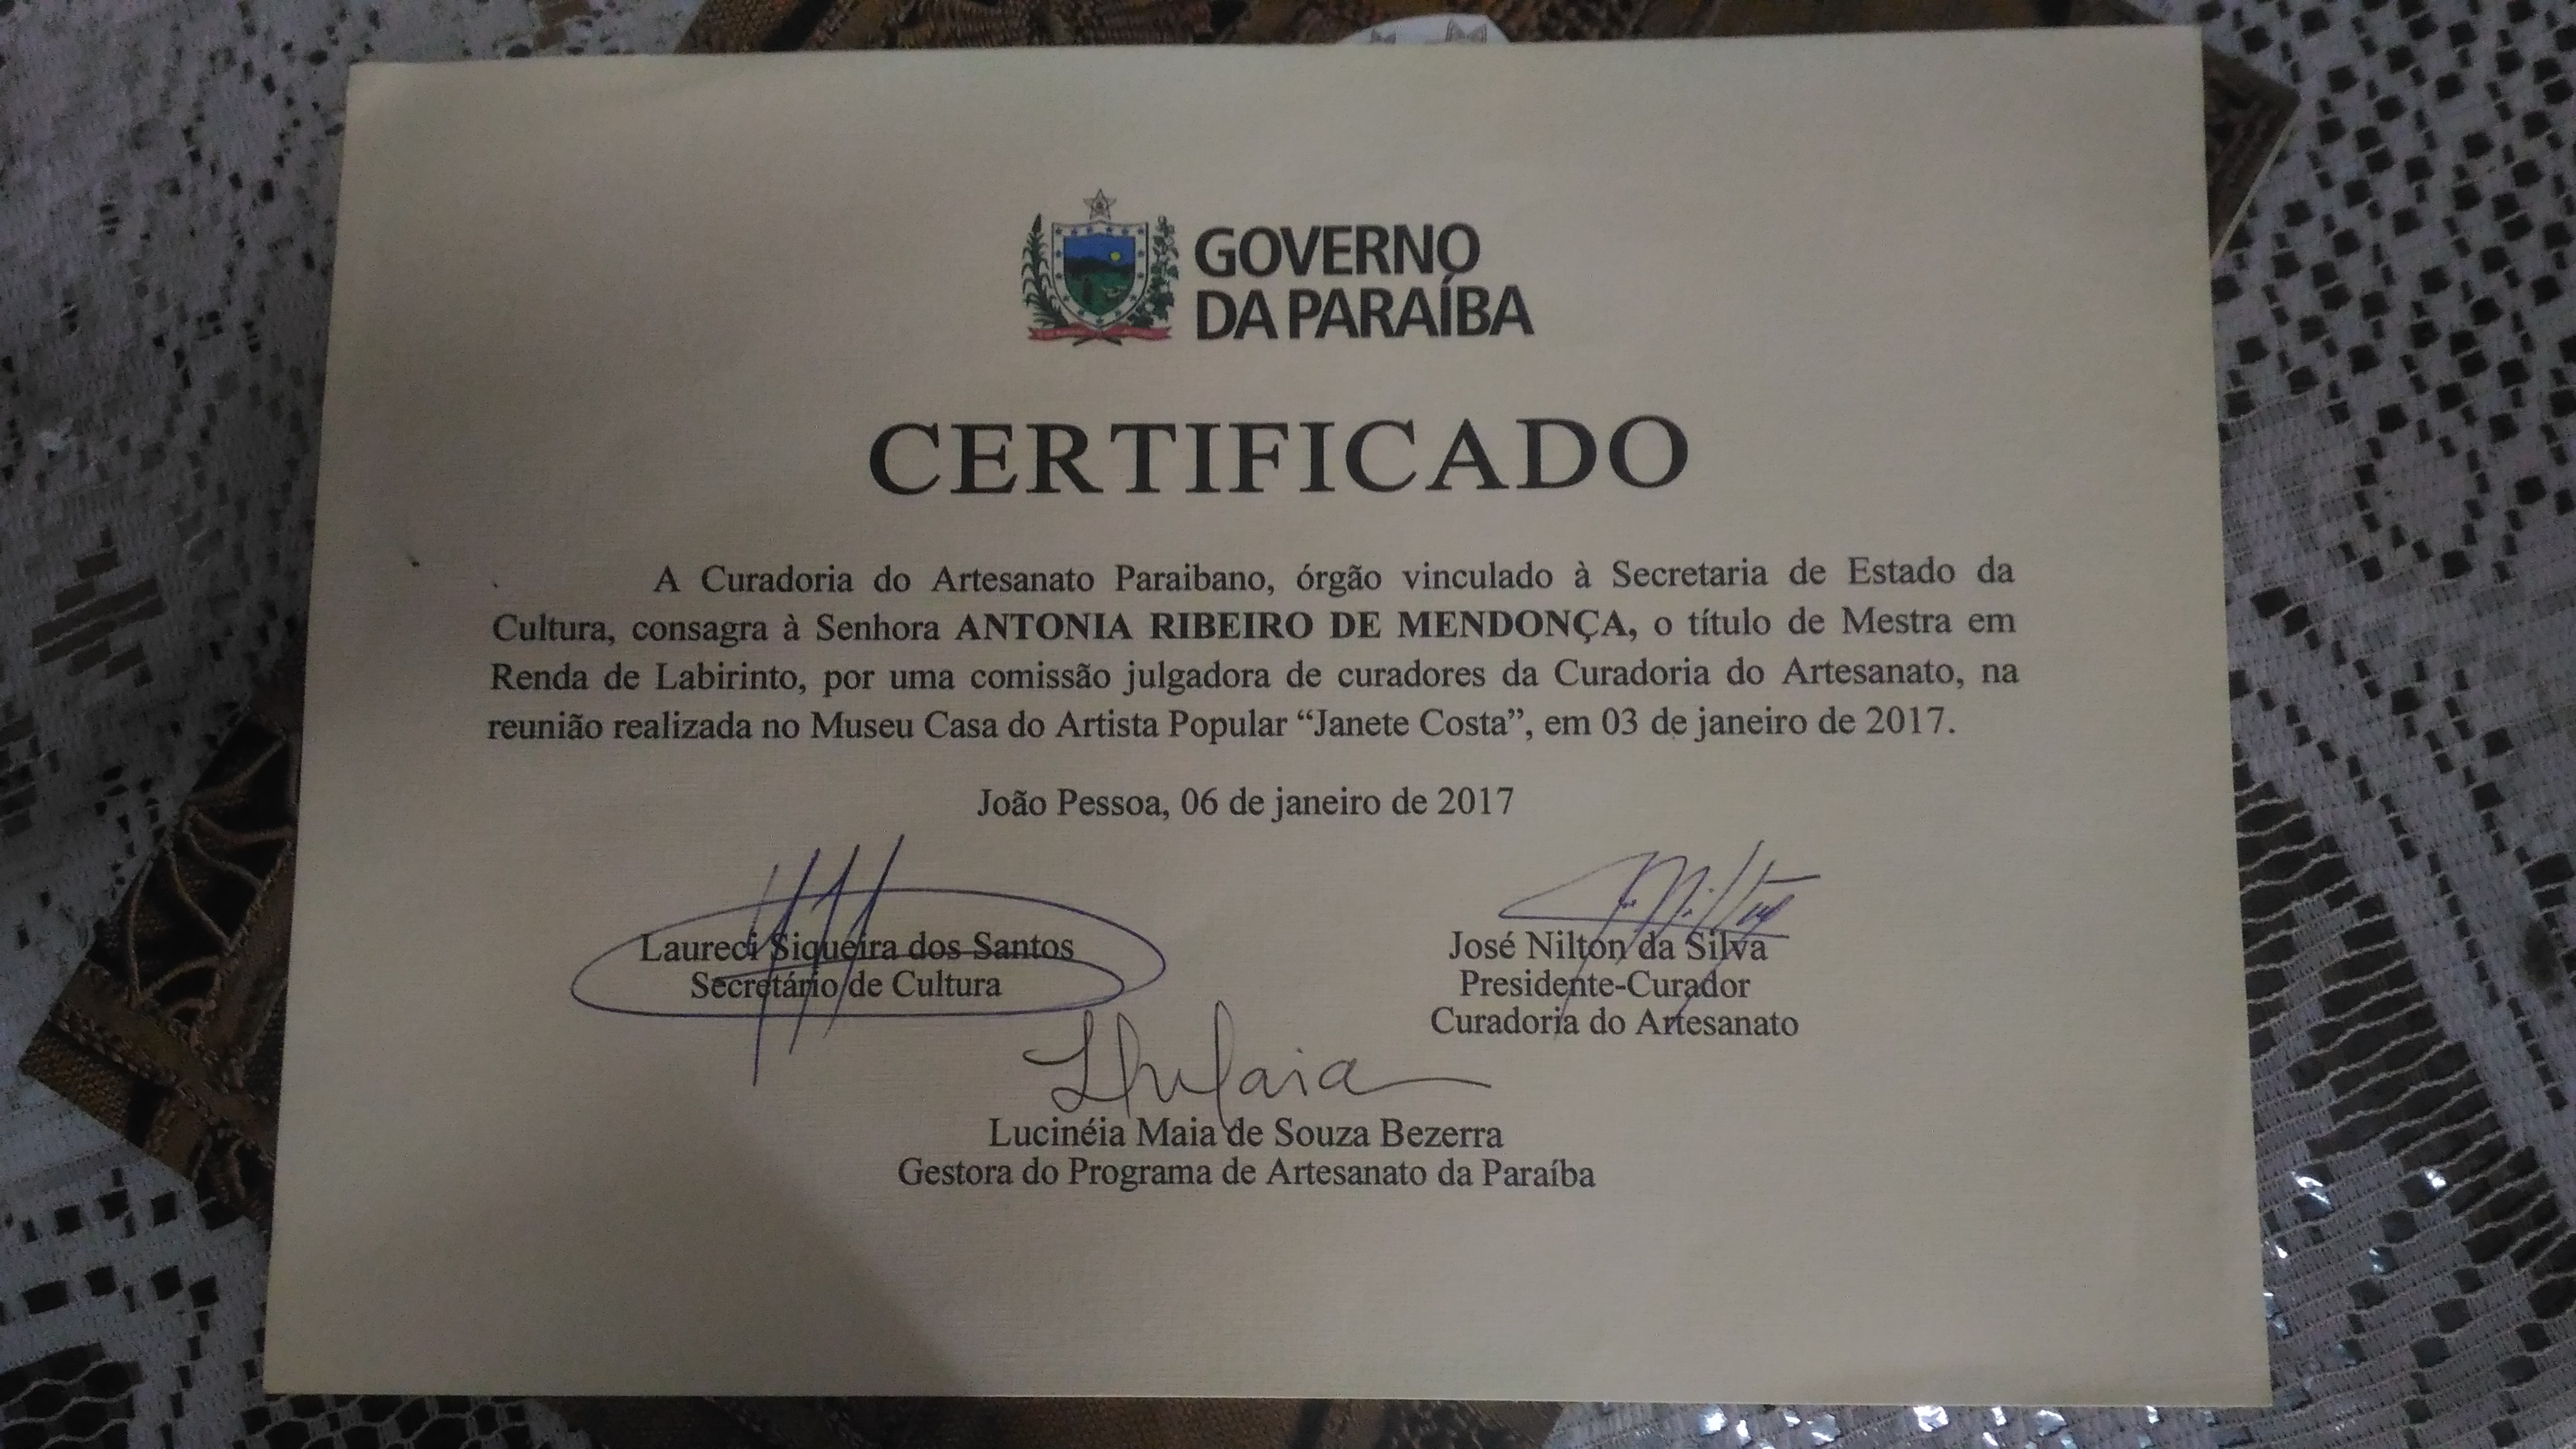 GOVERNO
DA PARAÍBA
CERTIFICADO
A Curadoria do Artesanato Paraibano, órgão vinculado à Secretaria de Estado da
Cultura, consagra à Senhora ANTONIA RIBEIRO DE MENDONÇA, o título de Mestra em
Renda de Labirinto, por uma comissão julgadora de curadores da Curadoria do Artesanato, na
reunião realizada no Museu Casa do Artista Popular “Janete Costa”, em 03 de janeiro de 2017.
João Pessoa, 06 de janeiro de 2017
Laureci Siqueira dos Santos
Secretário de Cultura
José Nilton da Silva
Presidente-Curador
Curadoria do Artesanato
Lucinéia Maia de Souza Bezerra
Gestora do Programa de Artesanato da Paraíba